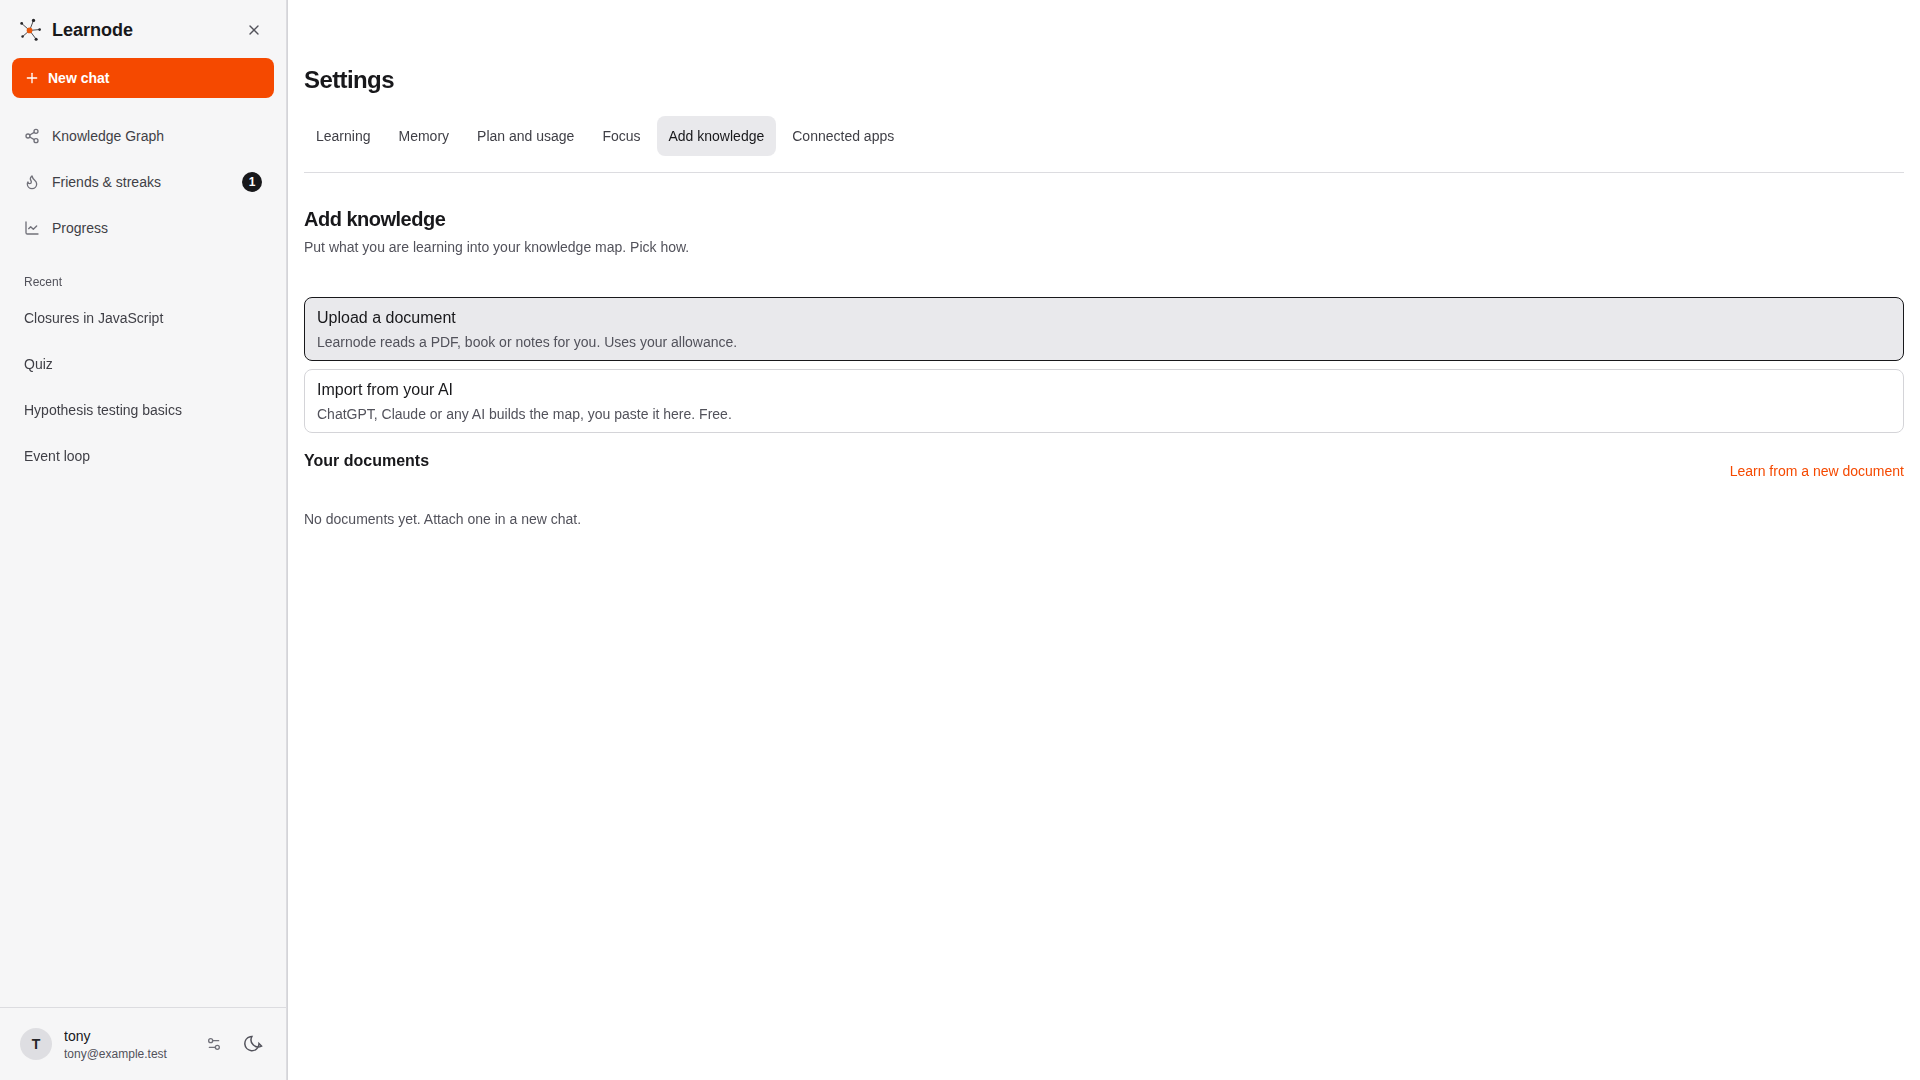 Learnode
New chat
Knowledge Graph
Friends & streaks
1
Progress
Recent
Closures in JavaScript
Quiz
Hypothesis testing basics
Event loop
T
tony
tony@example.test
Settings
Learning
Memory
Plan and usage
Focus
Add knowledge
Connected apps
Add knowledge
Put what you are learning into your knowledge map. Pick how.
Upload a document
Learnode reads a PDF, book or notes for you. Uses your allowance.
Import from your AI
ChatGPT, Claude or any AI builds the map, you paste it here. Free.
Your documents
Learn from a new document
No documents yet. Attach one in a new chat.